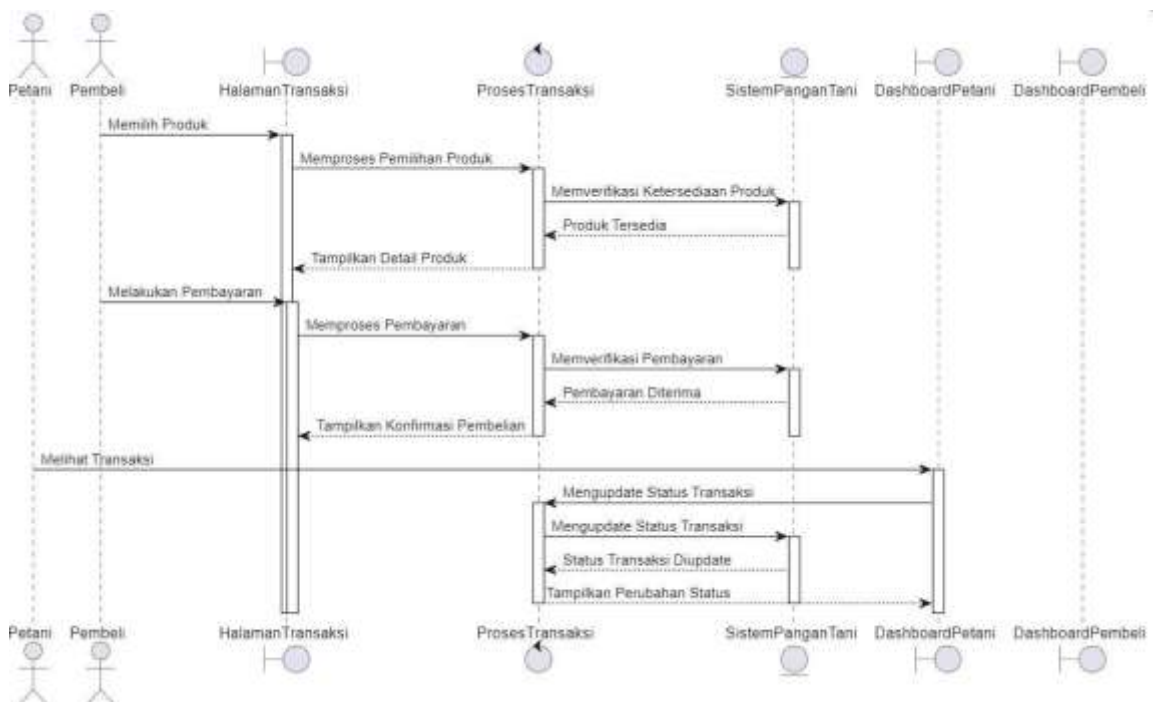 Petani Pembeli HalamanTransaksi ProsesTransaksi SistemPanganTani DashboardPetani DashboardPembeli
Memilih Produk
Memproses Pemilihan Produk
Memverifikasi Ketersediaan Produk
Produk Tersedia
Tampilkan Detail Produk
Melakukan Pembayaran
Memproses Pembayaran
Memverifikasi Pembayaran
Pembayaran Diterima
Tampilkan Konfirmasi Pembelian
Melihat Transaksi
Mengupdate Status Transaksi
Mengupdate Status Transaksi
Status Transaksi Diupdate
Tampilkan Perubahan Status
Petani Pembeli HalamanTransaksi ProsesTransaksi SistemPanganTani DashboardPetani DashboardPembeli